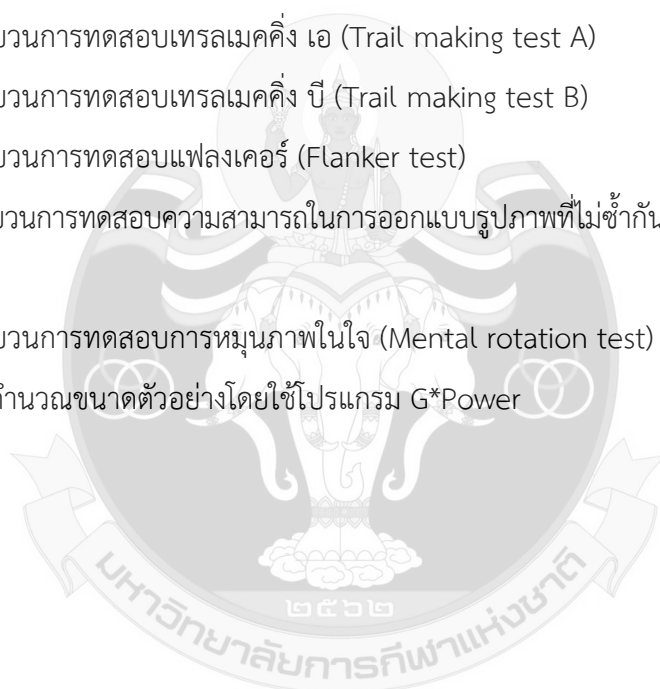 บวนการทดสอบเทรลเมคคิ่ง เอ (Trail making test A)
บวนการทดสอบเทรลเมคคิ่ง บี (Trail making test B)
บวนการทดสอบแฟลงเคอร์ (Flanker test)
บวนการทดสอบความสามารถในการออกแบบรูปภาพที่ไม่ซ้ำกัน
บวนการทดสอบการหมุนภาพในใจ (Mental rotation test)
คำนวณขนาดตัวอย่างโดยใช้โปรแกรม G*Power
๒๕๖๒
มหาวิทยาลัยการกีฬาแห่งชาติ